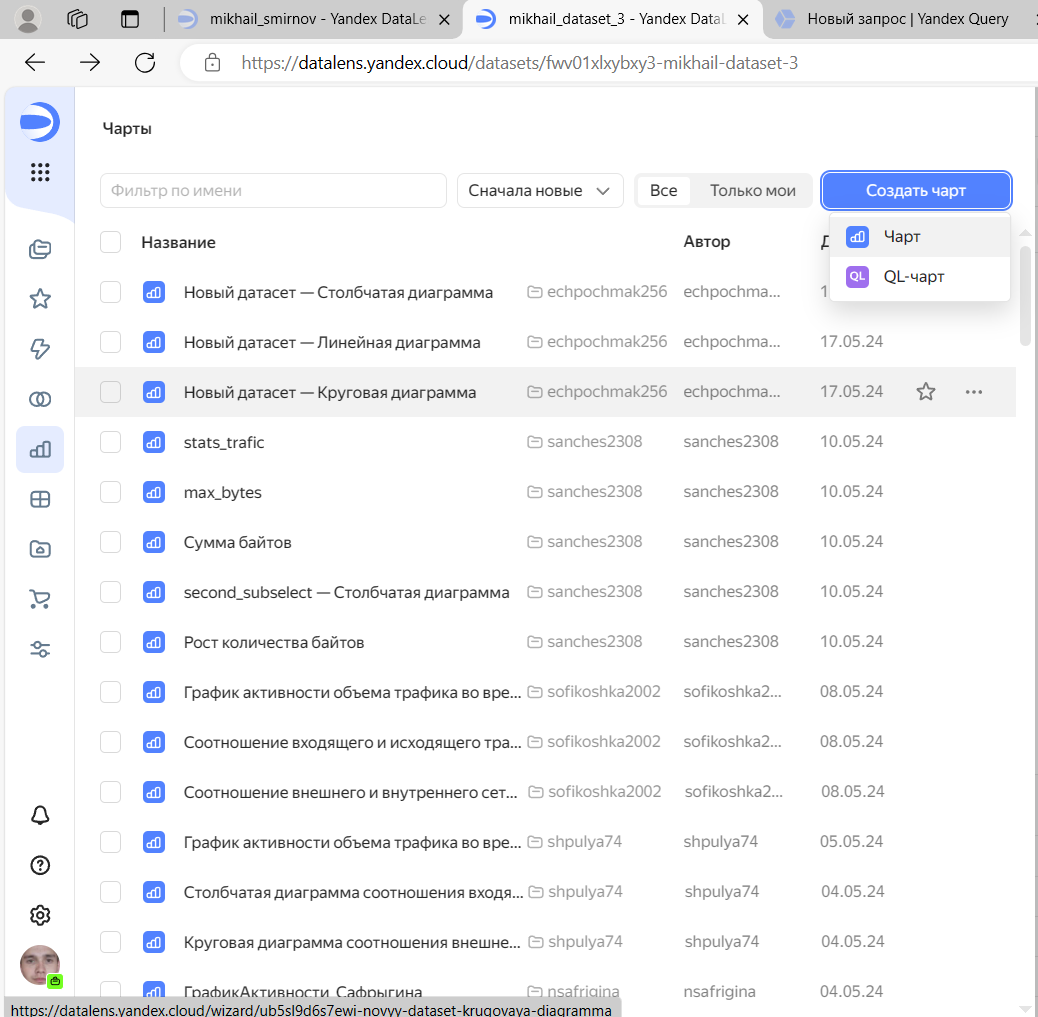 mikhail_smirnov - Yandex DataLe
mikhail_dataset_3 - Yandex DataL
Новый запрос | Yandex Query
https://datalens.yandex.cloud/datasets/fwv01xlxybxy3-mikhail-dataset-3
Чарты
Фильтр по имени
Сначала новые
Все
Только мои
Создать чарт
Чарт
QL QL-чарт
Название Автор Д
Новый датасет — Столбчатая диаграмма echpochmak256 echpochma... 1
Новый датасет — Линейная диаграмма echpochmak256 echpochma... 17.05.24
Новый датасет — Круговая диаграмма echpochmak256 echpochma... 17.05.24
stats_trafic sanches2308 sanches2308 10.05.24
max_bytes sanches2308 sanches2308 10.05.24
Сумма байтов sanches2308 sanches2308 10.05.24
second_subselect — Столбчатая диаграмма sanches2308 sanches2308 10.05.24
Рост количества байтов sanches2308 sanches2308 10.05.24
График активности объема трафика во вре... sofikoshka2002 sofikoshka2... 08.05.24
Соотношение входящего и исходящего тра... sofikoshka2002 sofikoshka2... 08.05.24
Соотношение внешнего и внутреннего сет... sofikoshka2002 sofikoshka2... 08.05.24
График активности объема трафика во вре... shpulya74 shpulya74 05.05.24
Столбчатая диаграмма соотношения входя... shpulya74 shpulya74 04.05.24
Круговая диаграмма соотношения внешне... shpulya74 shpulya74 04.05.24
ГрафикАктивности_Сафрыгина nsafrigina nsafrigina 04.05.24
https://datalens.yandex.cloud/wizard/ub5sl9d6s7ewi-novyy-dataset-krugovaya-diagramma